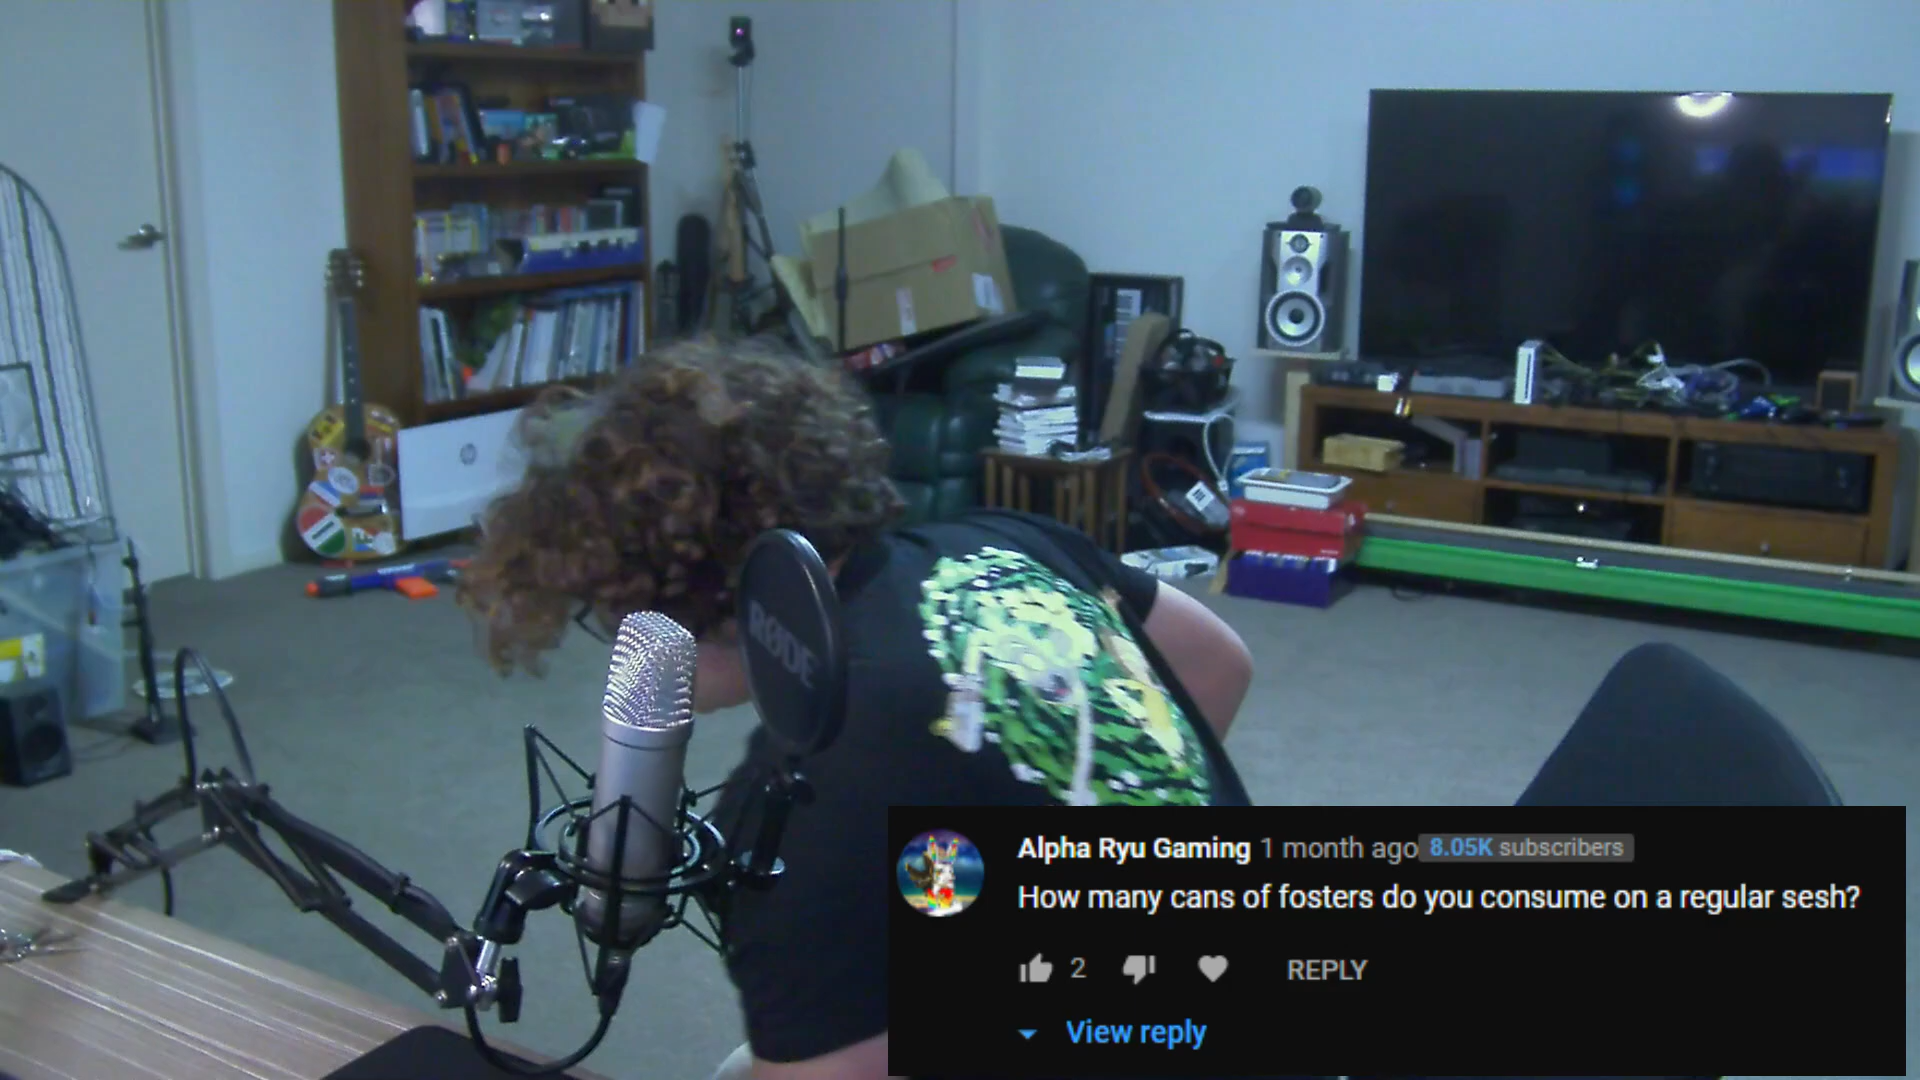 RØDE
Alpha Ryu Gaming 1 month ago 8.05K subscribers
How many cans of fosters do you consume on a regular sesh?
2 REPLY
View reply